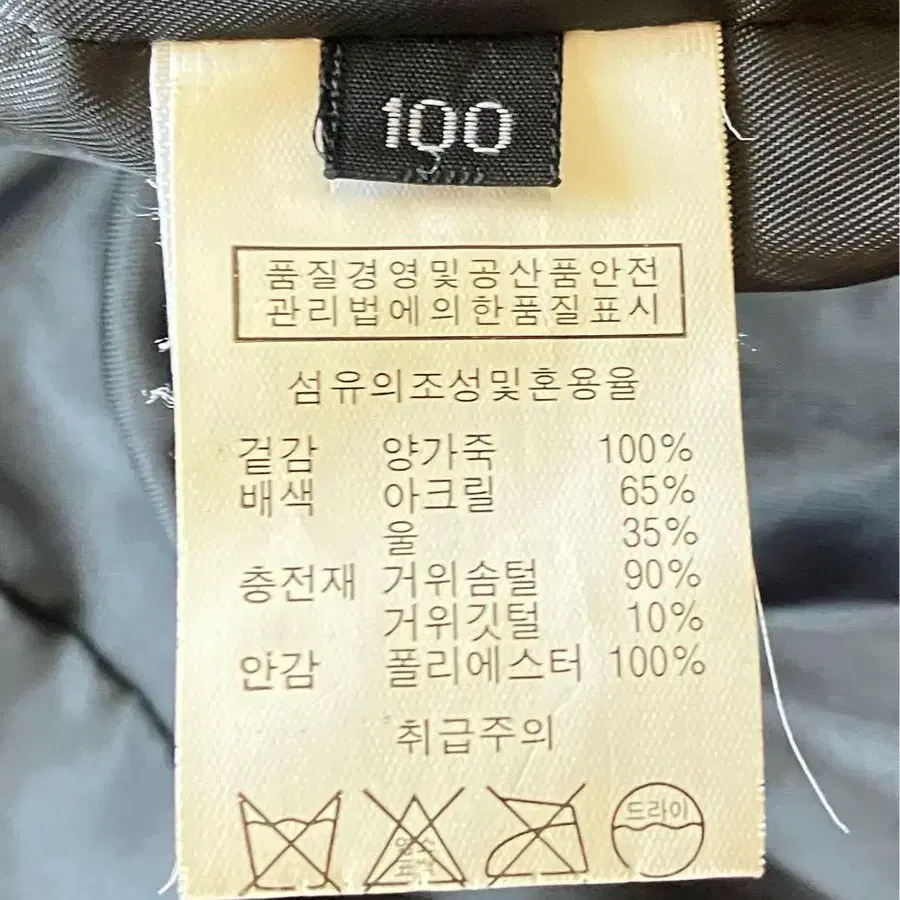 100
품질경영및공산품안전
관리법에의한품질표시
섬유의조성및혼용율
겉감 양가죽 100%
배색 아크릴 65%
울 35%
충전재 거위솜털 90%
거위깃털 10%
안감 폴리에스터 100%
취급주의
드라이